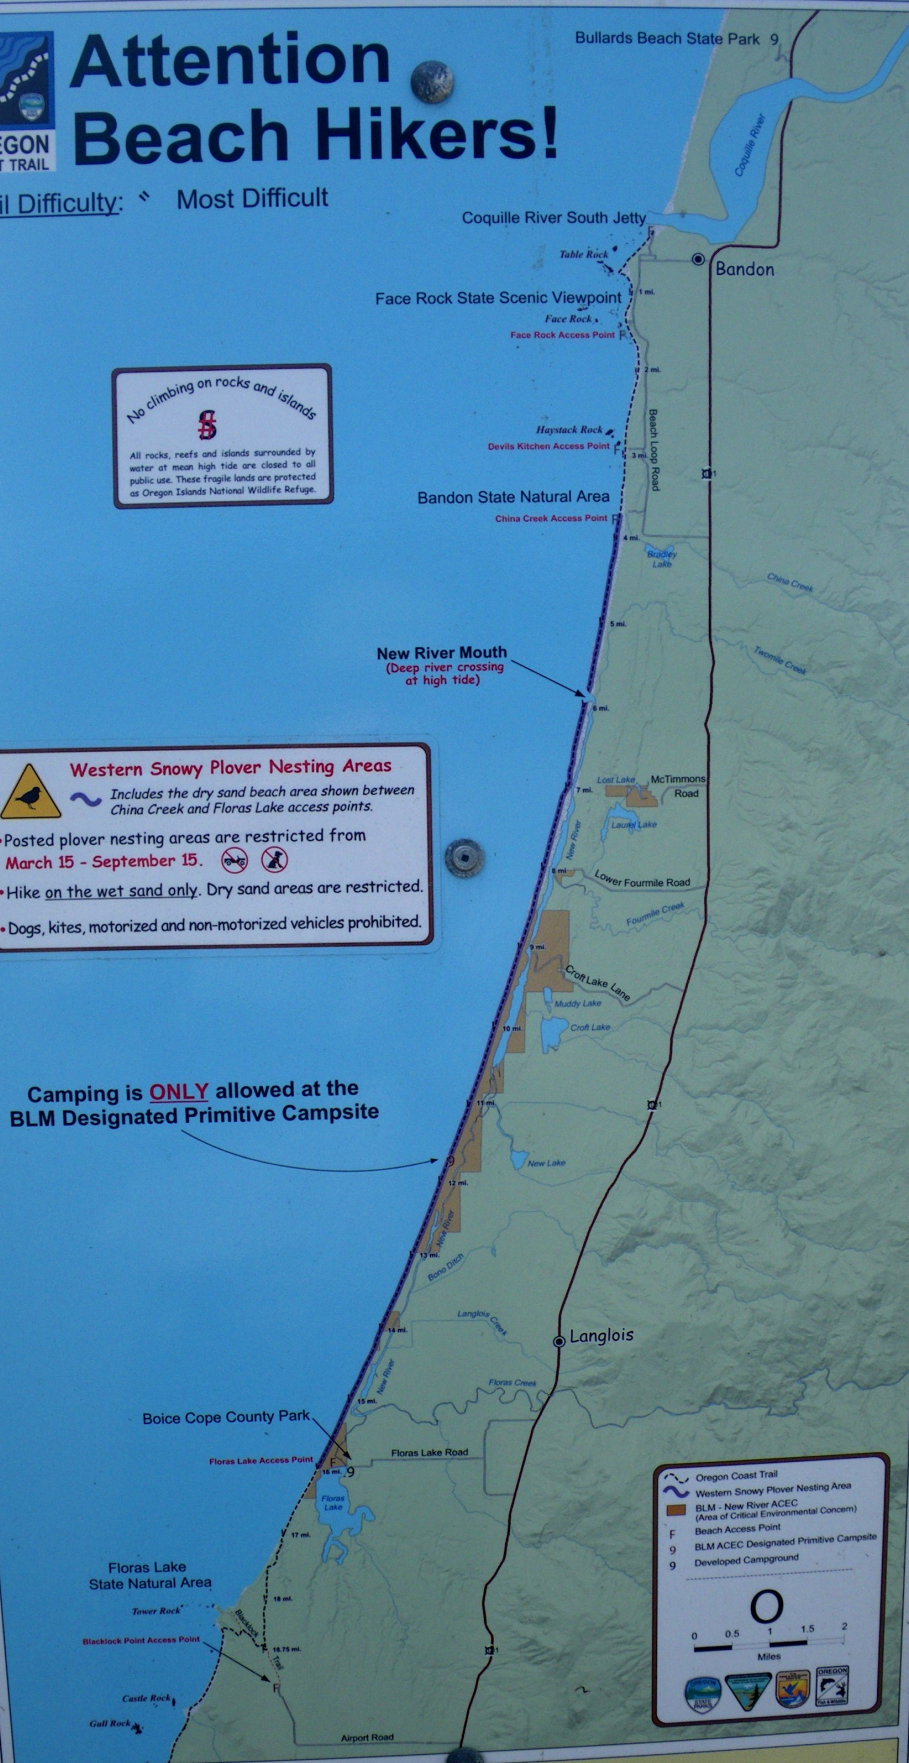 Attention
Beach Hikers!
EGON
T TRAIL
il Difficulty: Most Difficult
Bullards Beach State Park 9
Coquille River
Coquille River South Jetty
Table Rock
Bandon
1 mi.
Face Rock State Scenic Viewpoint
Face Rock
Face Rock Access Point F
2 mi.
No climbing on rocks and islands
All rocks, reefs and islands surrounded by
water at mean high tide are closed to all
public use. These fragile lands are protected
as Oregon Islands National Wildlife Refuge.
Beach Loop Road
Haystack Rock
Devils Kitchen Access Point F
3 mi.
Bandon State Natural Area
China Creek Access Point F
4 mi.
Bradley
Lake
China Creek
5 mi.
New River Mouth
(Deep river crossing
at high tide)
Twomile Creek
6 mi.
Western Snowy Plover Nesting Areas
Includes the dry sand beach area shown between
China Creek and Floras Lake access points.
•Posted plover nesting areas are restricted from
March 15 - September 15.
•Hike on the wet sand only. Dry sand areas are restricted.
•Dogs, kites, motorized and non-motorized vehicles prohibited.
Lost Lake
McTimmons
Road
7 mi.
Laurel Lake
New River
8 mi.
Lower Fourmile Road
Fourmile Creek
9 mi.
Croft Lake Lane
Muddy Lake
10 mi.
Croft Lake
Camping is ONLY allowed at the
BLM Designated Primitive Campsite
11 mi.
9
New Lake
12 mi.
New River
13 mi.
Bono Ditch
Langlois Creek
14 mi.
Langlois
New River
Floras Creek
15 mi.
Boice Cope County Park
Floras Lake Road
Floras Lake Access Point
F
16 mi. 9
Floras
Lake
17 mi.
Floras Lake
State Natural Area
18 mi.
Tower Rock
Blacklock
Trail
Blacklock Point Access Point
18.75 mi.
F
Castle Rock
Gull Rock
Airport Road
Oregon Coast Trail
Western Snowy Plover Nesting Area
BLM - New River ACEC
(Area of Critical Environmental Concern)
F Beach Access Point
9 BLM ACEC Designated Primitive Campsite
9 Developed Campground
O
0 0.5 1 1.5 2
Miles
STATE PARKS
OREGON